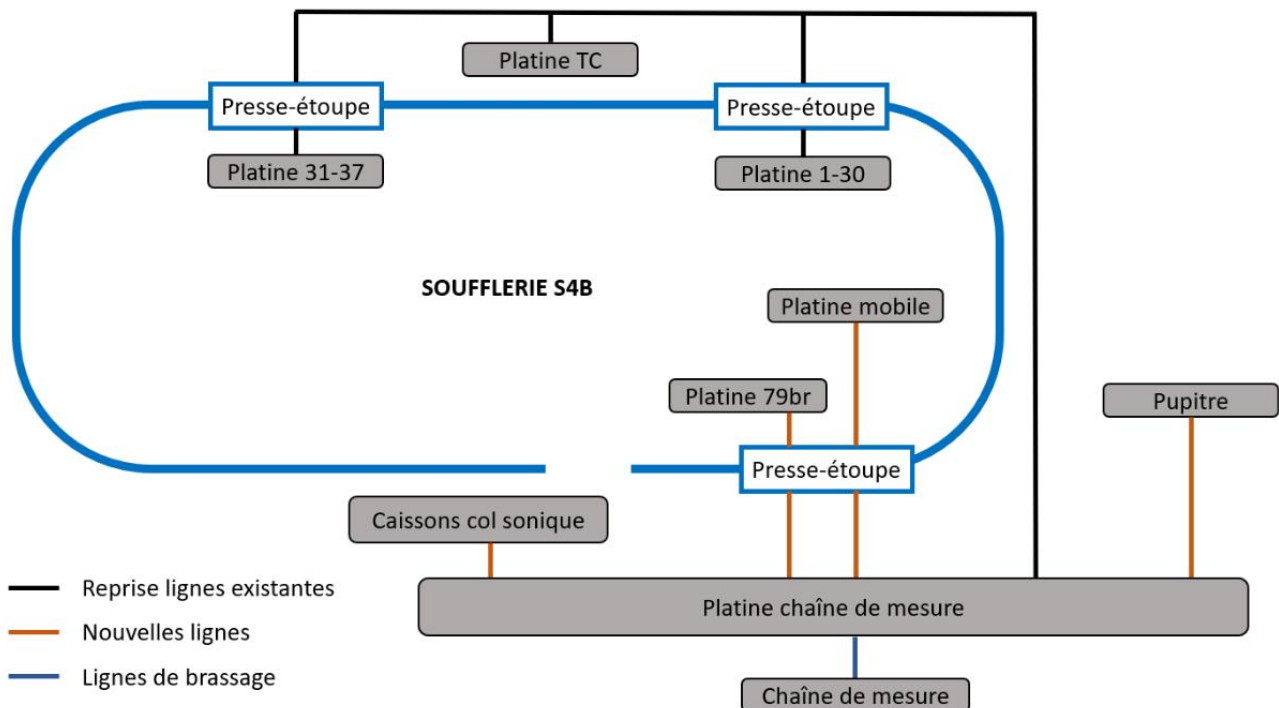 Platine TC
Presse-étoupe
Presse-étoupe
Platine 31-37
Platine 1-30
SOUFFLERIE S4B
Platine mobile
Platine 79br
Pupitre
Presse-étoupe
Caissons col sonique
Reprise lignes existantes
Platine chaîne de mesure
Nouvelles lignes
Lignes de brassage
Chaîne de mesure